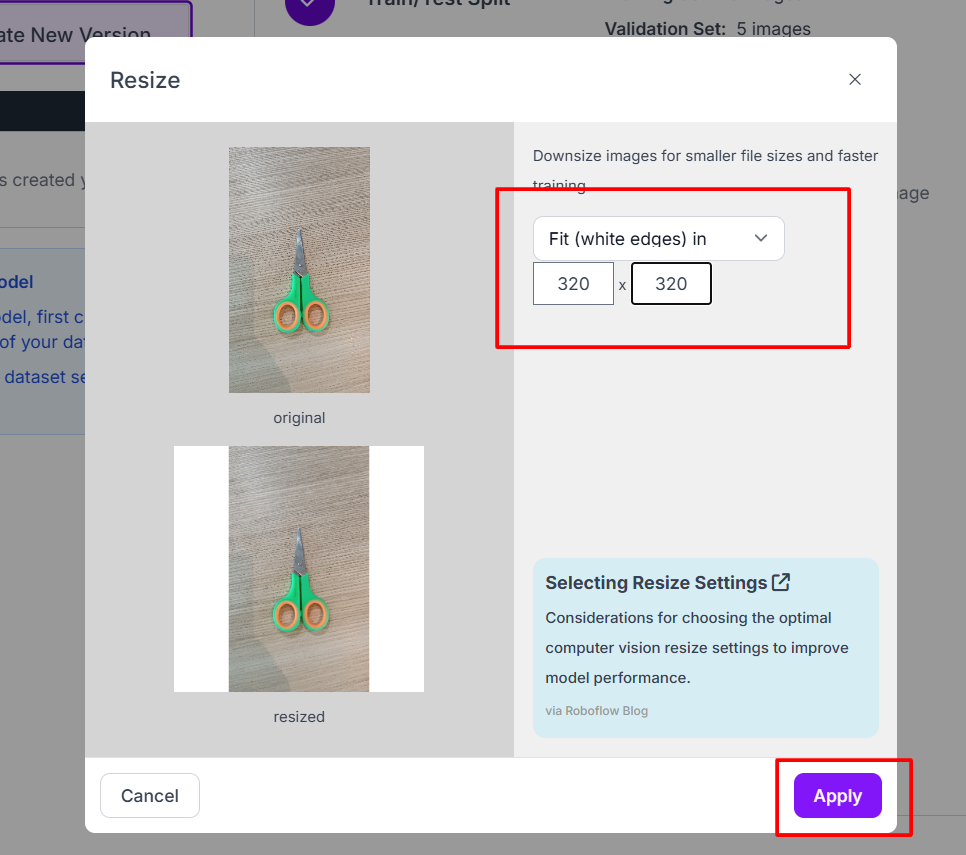 Train/Test Split
ate New Version
Validation Set: 5 images
Resize
Downsize images for smaller file sizes and faster
training.
s created
age
Fit (white edges) in
320 x 320
odel
del, first c
of your dat
dataset se
original
resized
Selecting Resize Settings
Considerations for choosing the optimal
computer vision resize settings to improve
model performance.
via Roboflow Blog
Cancel
Apply